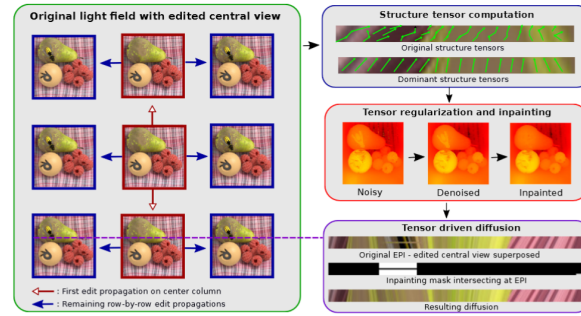 Original light field with edited central view
: First edit propagation on center column
: Remaining row-by-row edit propagations
Structure tensor computation
Original structure tensors
Dominant structure tensors
Tensor regularization and inpainting
Noisy
Denoised
Inpainted
Tensor driven diffusion
Original EPI - edited central view superposed
Inpainting mask intersecting at EPI
Resulting diffusion